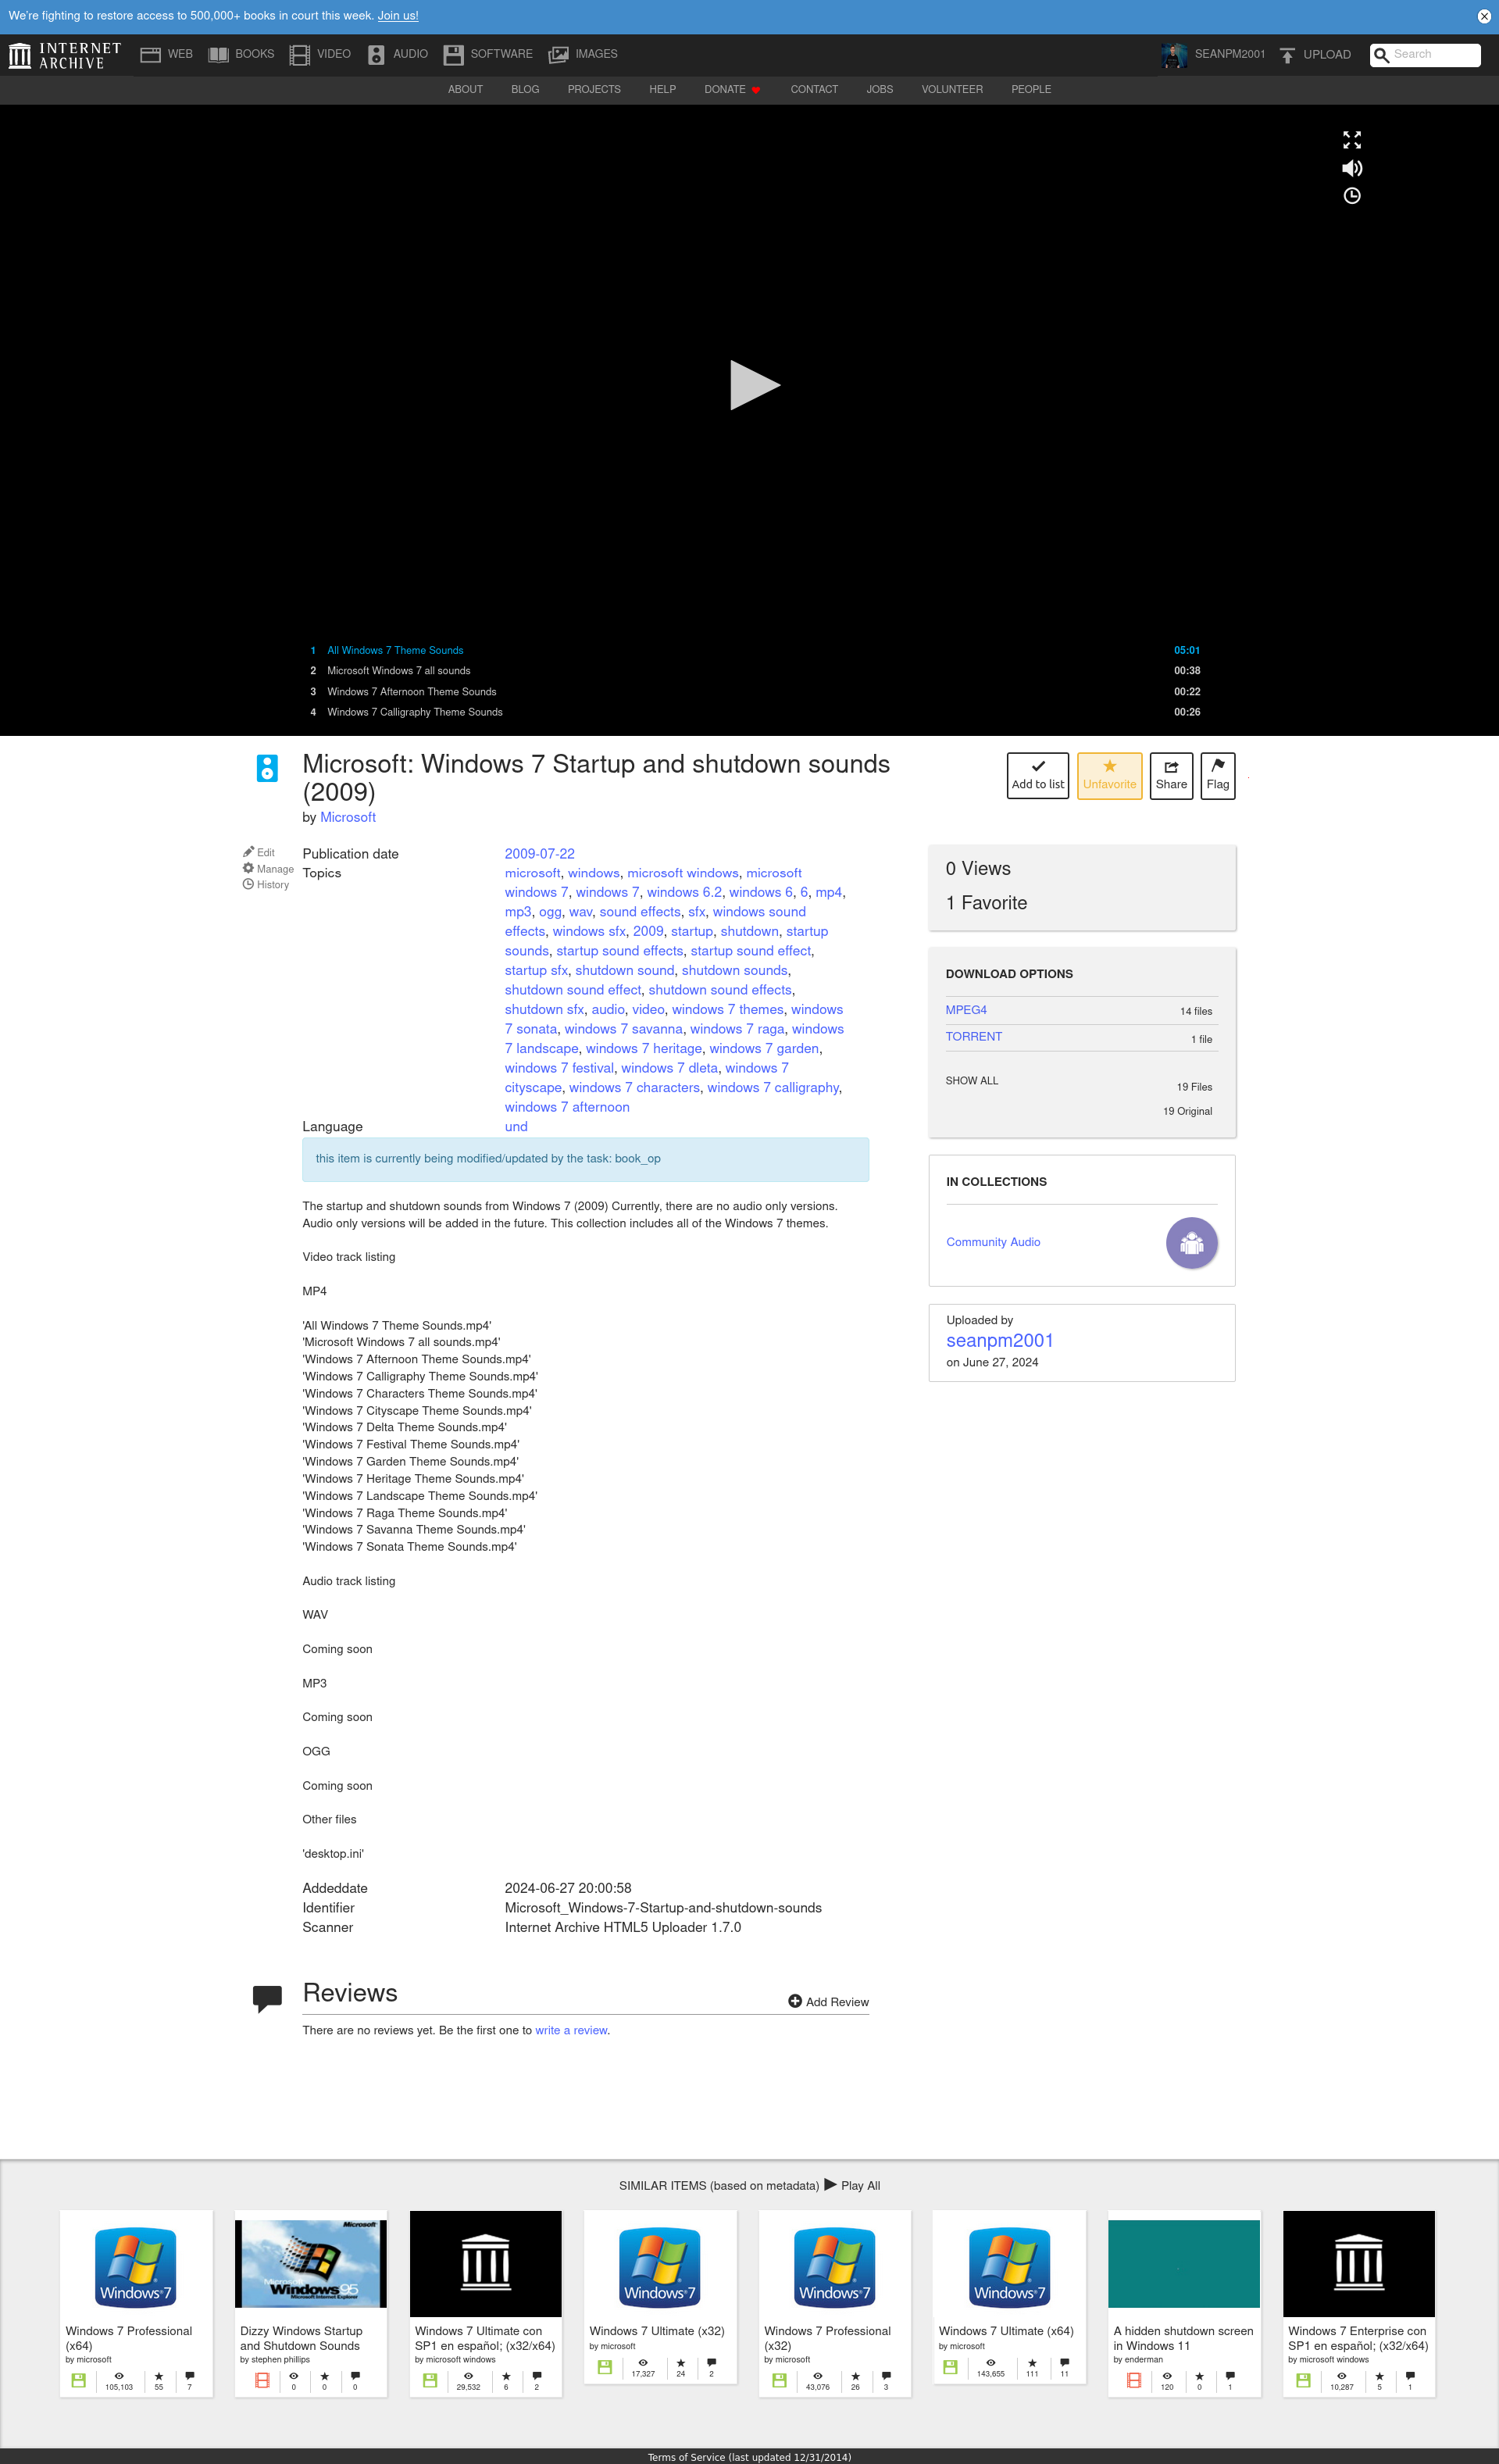 We're fighting to restore access to 500,000+ books in court this week. Join us!
INTERNET ARCHIVE
WEB BOOKS VIDEO AUDIO SOFTWARE IMAGES SEANPM2001 UPLOAD Search
ABOUT BLOG PROJECTS HELP DONATE CONTACT JOBS VOLUNTEER PEOPLE
1 All Windows 7 Theme Sounds 05:01
2 Microsoft Windows 7 all sounds 00:38
3 Windows 7 Afternoon Theme Sounds 00:22
4 Windows 7 Calligraphy Theme Sounds 00:26
Microsoft: Windows 7 Startup and shutdown sounds
(2009)
by Microsoft
Add to list Unfavorite Share Flag
Edit
Manage
History
Publication date 2009-07-22
Topics microsoft, windows, microsoft windows, microsoft
windows 7, windows 7, windows 6.2, windows 6, 6, mp4,
mp3, ogg, wav, sound effects, sfx, windows sound
effects, windows sfx, 2009, startup, shutdown, startup
sounds, startup sound effects, startup sound effect,
startup sfx, shutdown sound, shutdown sounds,
shutdown sound effect, shutdown sound effects,
shutdown sfx, audio, video, windows 7 themes, windows
7 sonata, windows 7 savanna, windows 7 raga, windows
7 landscape, windows 7 heritage, windows 7 garden,
windows 7 festival, windows 7 dleta, windows 7
cityscape, windows 7 characters, windows 7 calligraphy,
windows 7 afternoon
Language und
this item is currently being modified/updated by the task: book_op
The startup and shutdown sounds from Windows 7 (2009) Currently, there are no audio only versions.
Audio only versions will be added in the future. This collection includes all of the Windows 7 themes.
Video track listing
MP4
'All Windows 7 Theme Sounds.mp4'
'Microsoft Windows 7 all sounds.mp4'
'Windows 7 Afternoon Theme Sounds.mp4'
'Windows 7 Calligraphy Theme Sounds.mp4'
'Windows 7 Characters Theme Sounds.mp4'
'Windows 7 Cityscape Theme Sounds.mp4'
'Windows 7 Delta Theme Sounds.mp4'
'Windows 7 Festival Theme Sounds.mp4'
'Windows 7 Garden Theme Sounds.mp4'
'Windows 7 Heritage Theme Sounds.mp4'
'Windows 7 Landscape Theme Sounds.mp4'
'Windows 7 Raga Theme Sounds.mp4'
'Windows 7 Savanna Theme Sounds.mp4'
'Windows 7 Sonata Theme Sounds.mp4'
Audio track listing
WAV
Coming soon
MP3
Coming soon
OGG
Coming soon
Other files
'desktop.ini'
Addeddate 2024-06-27 20:00:58
Identifier Microsoft_Windows-7-Startup-and-shutdown-sounds
Scanner Internet Archive HTML5 Uploader 1.7.0
0 Views
1 Favorite
DOWNLOAD OPTIONS
MPEG4 14 files
TORRENT 1 file
SHOW ALL 19 Files
19 Original
IN COLLECTIONS
Community Audio
Uploaded by
seanpm2001
on June 27, 2024
Reviews
Add Review
There are no reviews yet. Be the first one to write a review.
SIMILAR ITEMS (based on metadata) Play All
Windows 7
Windows 7 Professional
(x64)
by microsoft
105,103 55 7
Microsoft
Microsoft
Windows 95
Microsoft Internet Explorer
Dizzy Windows Startup
and Shutdown Sounds
by stephen phillips
0 0 0
Windows 7 Ultimate con
SP1 en español; (x32/x64)
by microsoft windows
29,532 6 2
Windows 7
Windows 7 Ultimate (x32)
by microsoft
17,327 24 2
Windows 7
Windows 7 Professional
(x32)
by microsoft
43,076 26 3
Windows 7
Windows 7 Ultimate (x64)
by microsoft
143,655 111 11
A hidden shutdown screen
in Windows 11
by enderman
120 0 1
Windows 7 Enterprise con
SP1 en español; (x32/x64)
by microsoft windows
10,287 5 1
Terms of Service (last updated 12/31/2014)